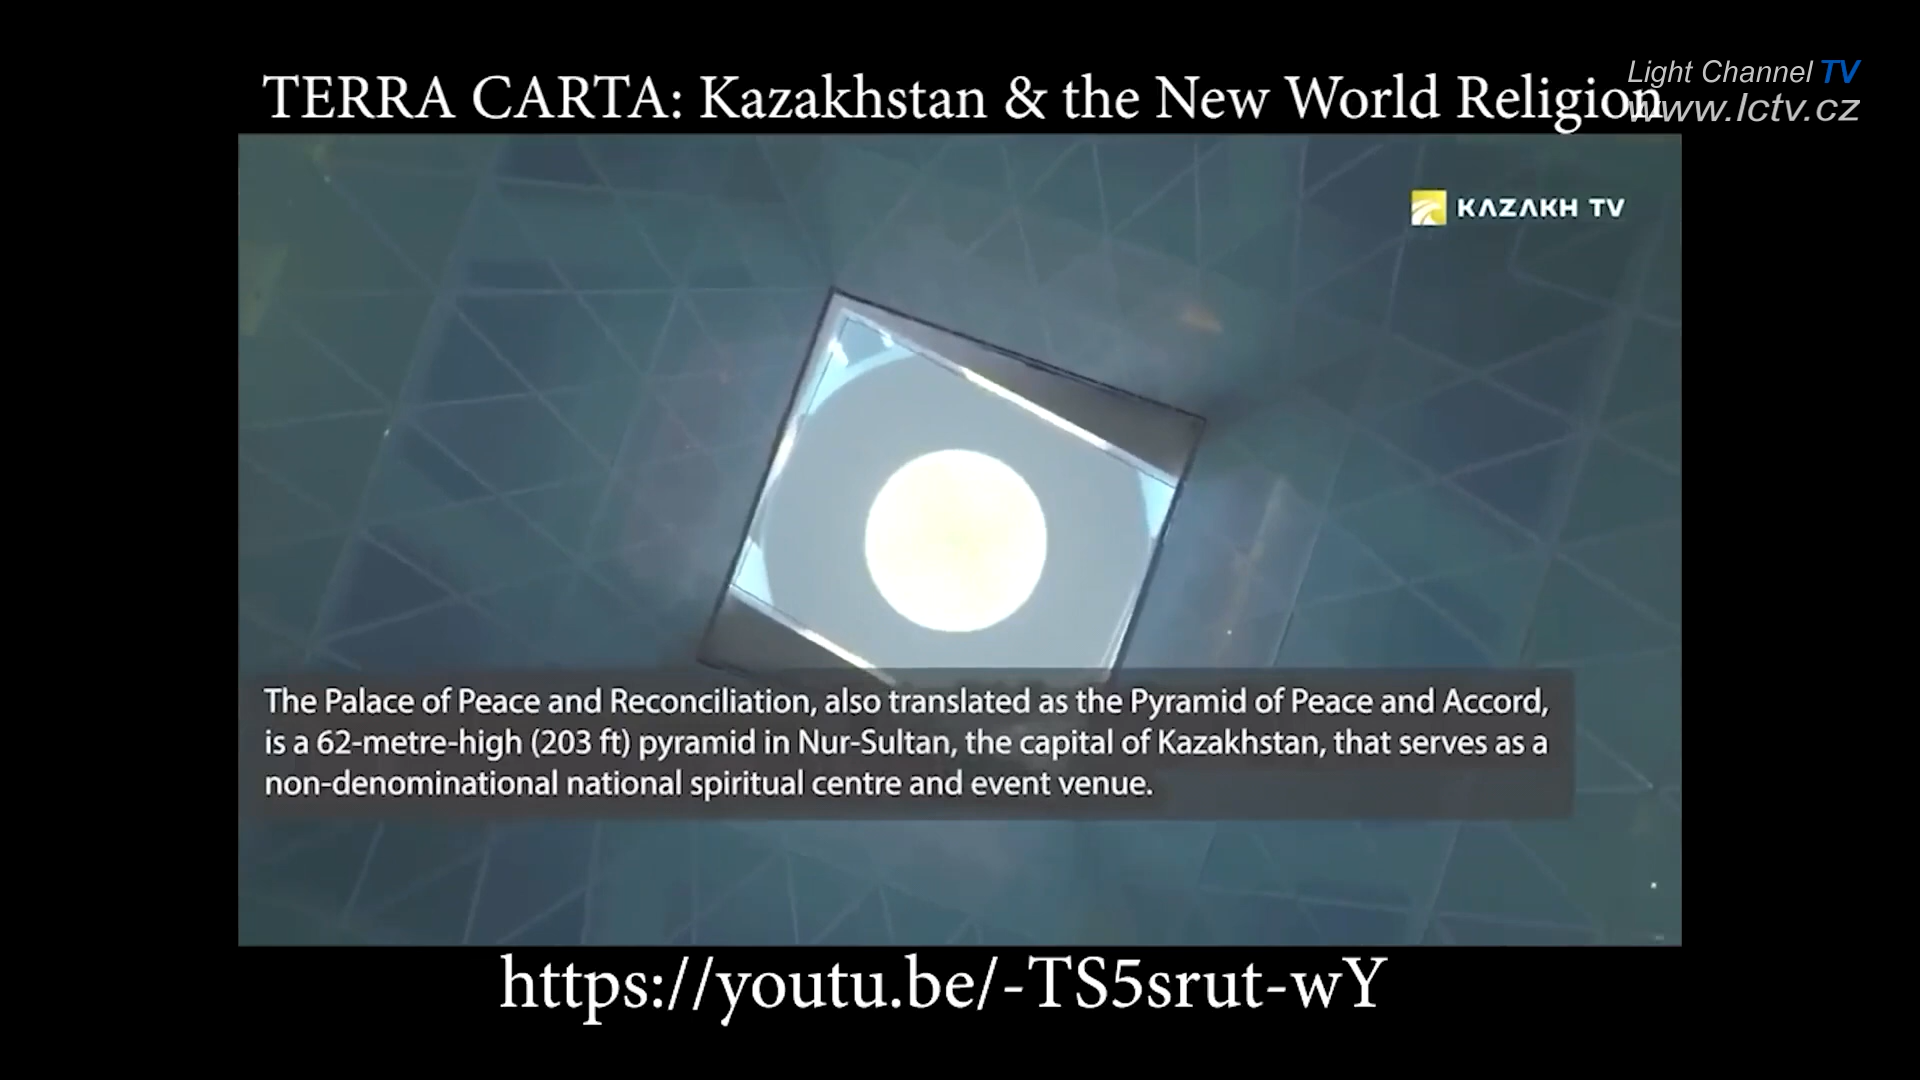 Light Channel TV
TERRA CARTA: Kazakhstan & the New World Religion
www.lctv.cz
KAZAKH TV
The Palace of Peace and Reconciliation, also translated as the Pyramid of Peace and Accord,
is a 62-metre-high (203 ft) pyramid in Nur-Sultan, the capital of Kazakhstan, that serves as a
non-denominational national spiritual centre and event venue.
https://youtu.be/-TS5srut-wY